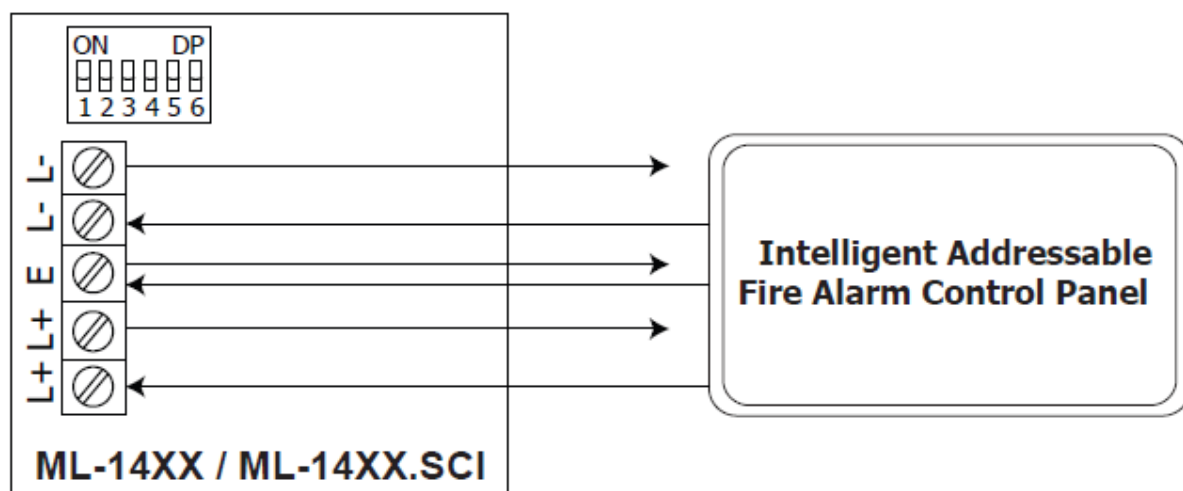 ON DP
1 2 3 4 5 6
L-
L-
E
L+
L+
Intelligent Addressable
Fire Alarm Control Panel
ML-14XX / ML-14XX.SCI